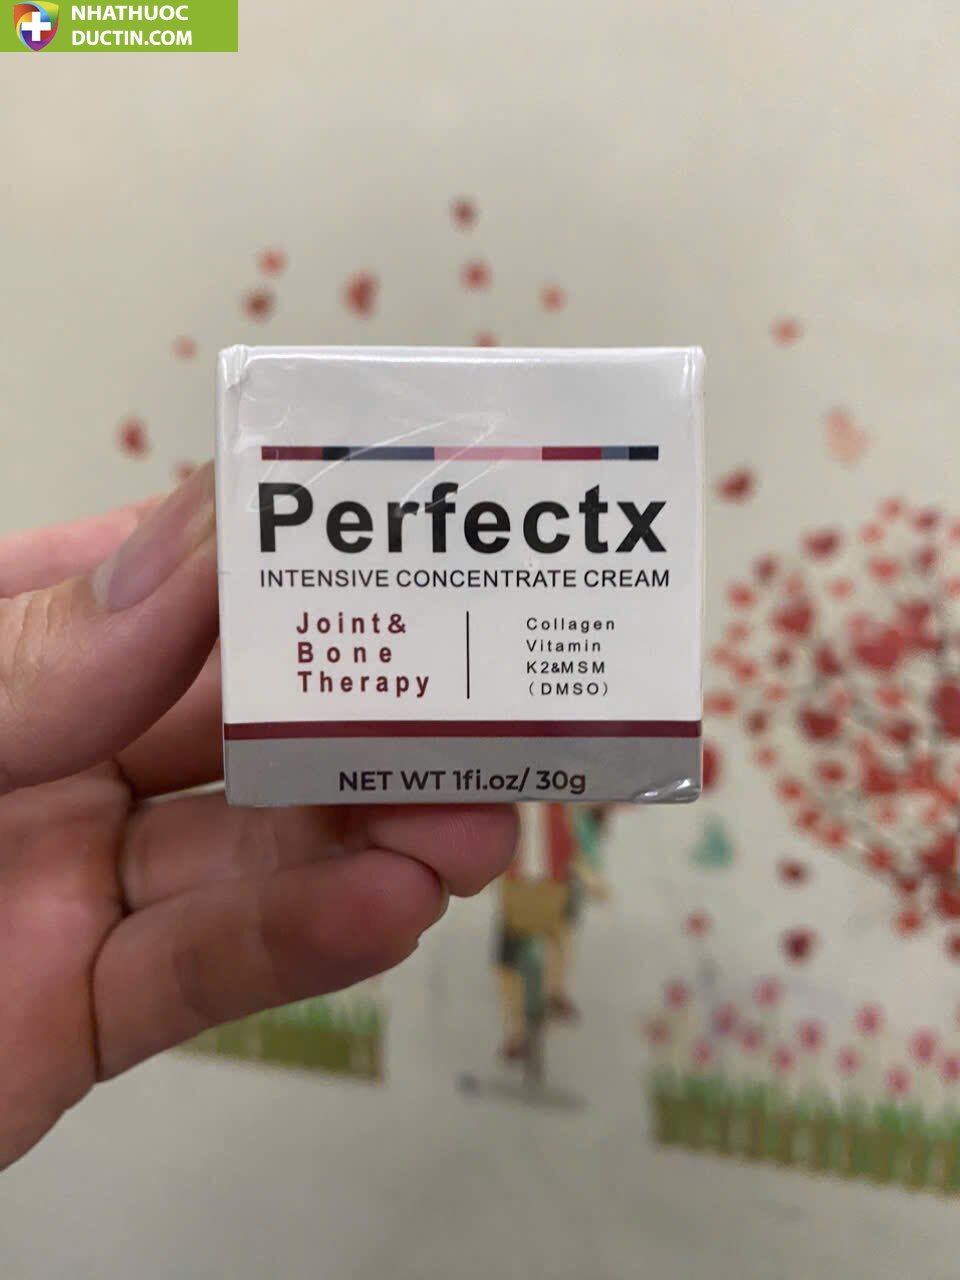 NHATHUOC
DUCTIN.COM
Perfectx
INTENSIVE CONCENTRATE CREAM
Joint&
Bone
Therapy
Collagen
Vitamin
K2&MSM
(DMSO)
NET WT 1fi.oz/ 30g